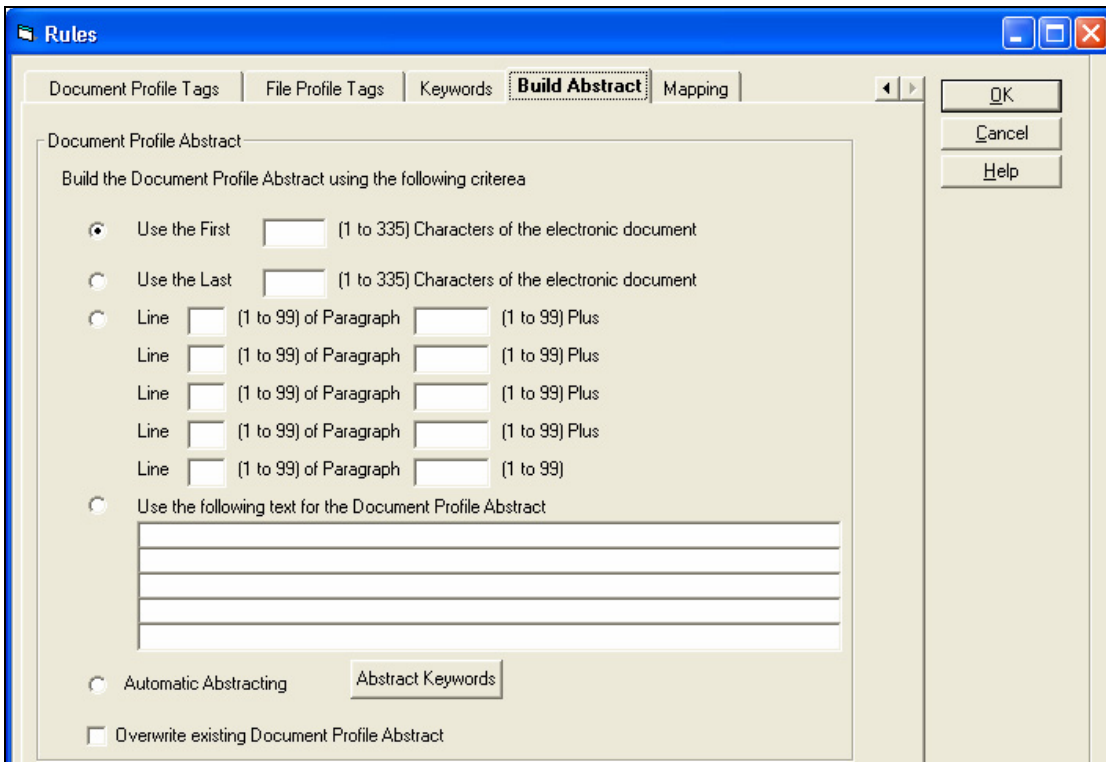 Rules
Document Profile Tags File Profile Tags Keywords Build Abstract Mapping
OK
Cancel
Help
Document Profile Abstract
Build the Document Profile Abstract using the following criterea
Use the First (1 to 335) Characters of the electronic document
Use the Last (1 to 335) Characters of the electronic document
Line (1 to 99) of Paragraph (1 to 99) Plus
Line (1 to 99) of Paragraph (1 to 99) Plus
Line (1 to 99) of Paragraph (1 to 99) Plus
Line (1 to 99) of Paragraph (1 to 99) Plus
Line (1 to 99) of Paragraph (1 to 99)
Use the following text for the Document Profile Abstract
Automatic Abstracting Abstract Keywords
Overwrite existing Document Profile Abstract